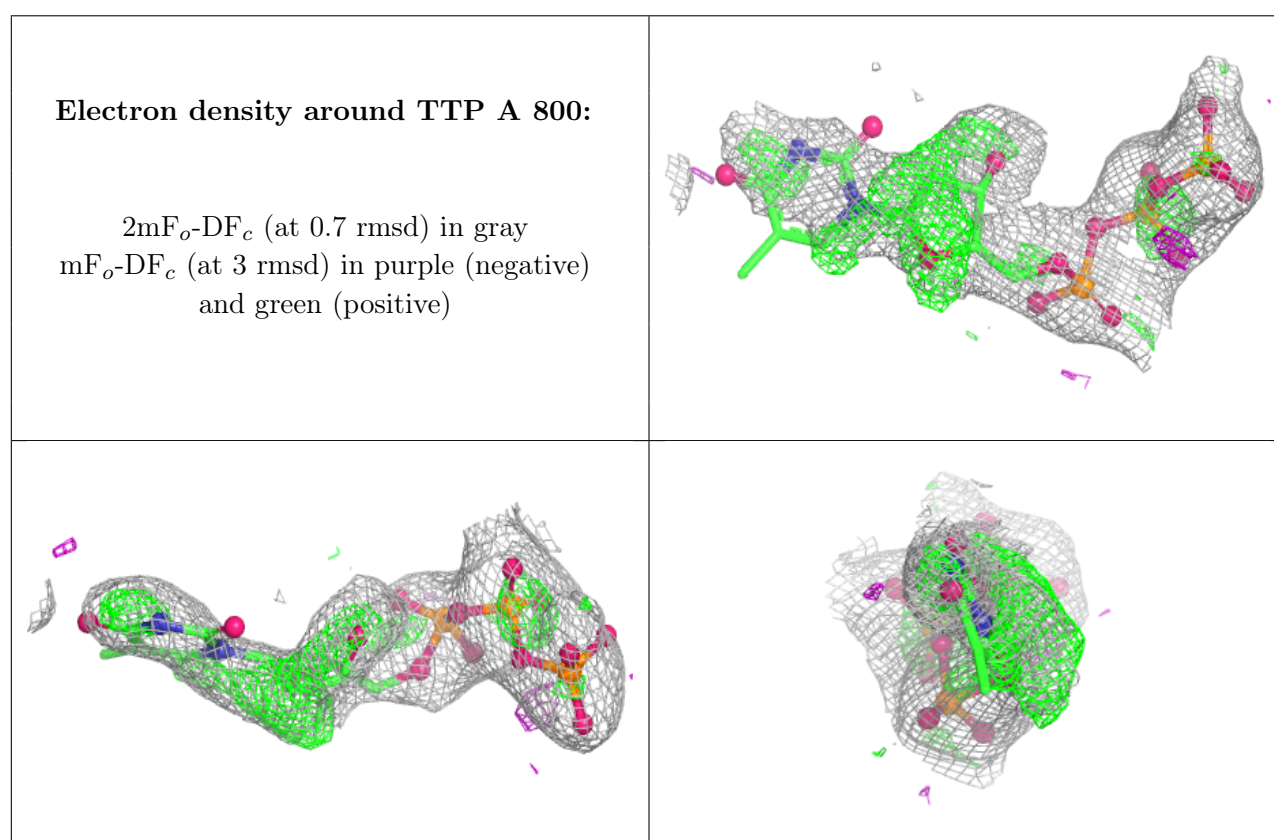 Electron density around TTP A 800:
2mFo-DFc (at 0.7 rmsd) in gray
mFo-DFc (at 3 rmsd) in purple (negative)
and green (positive)